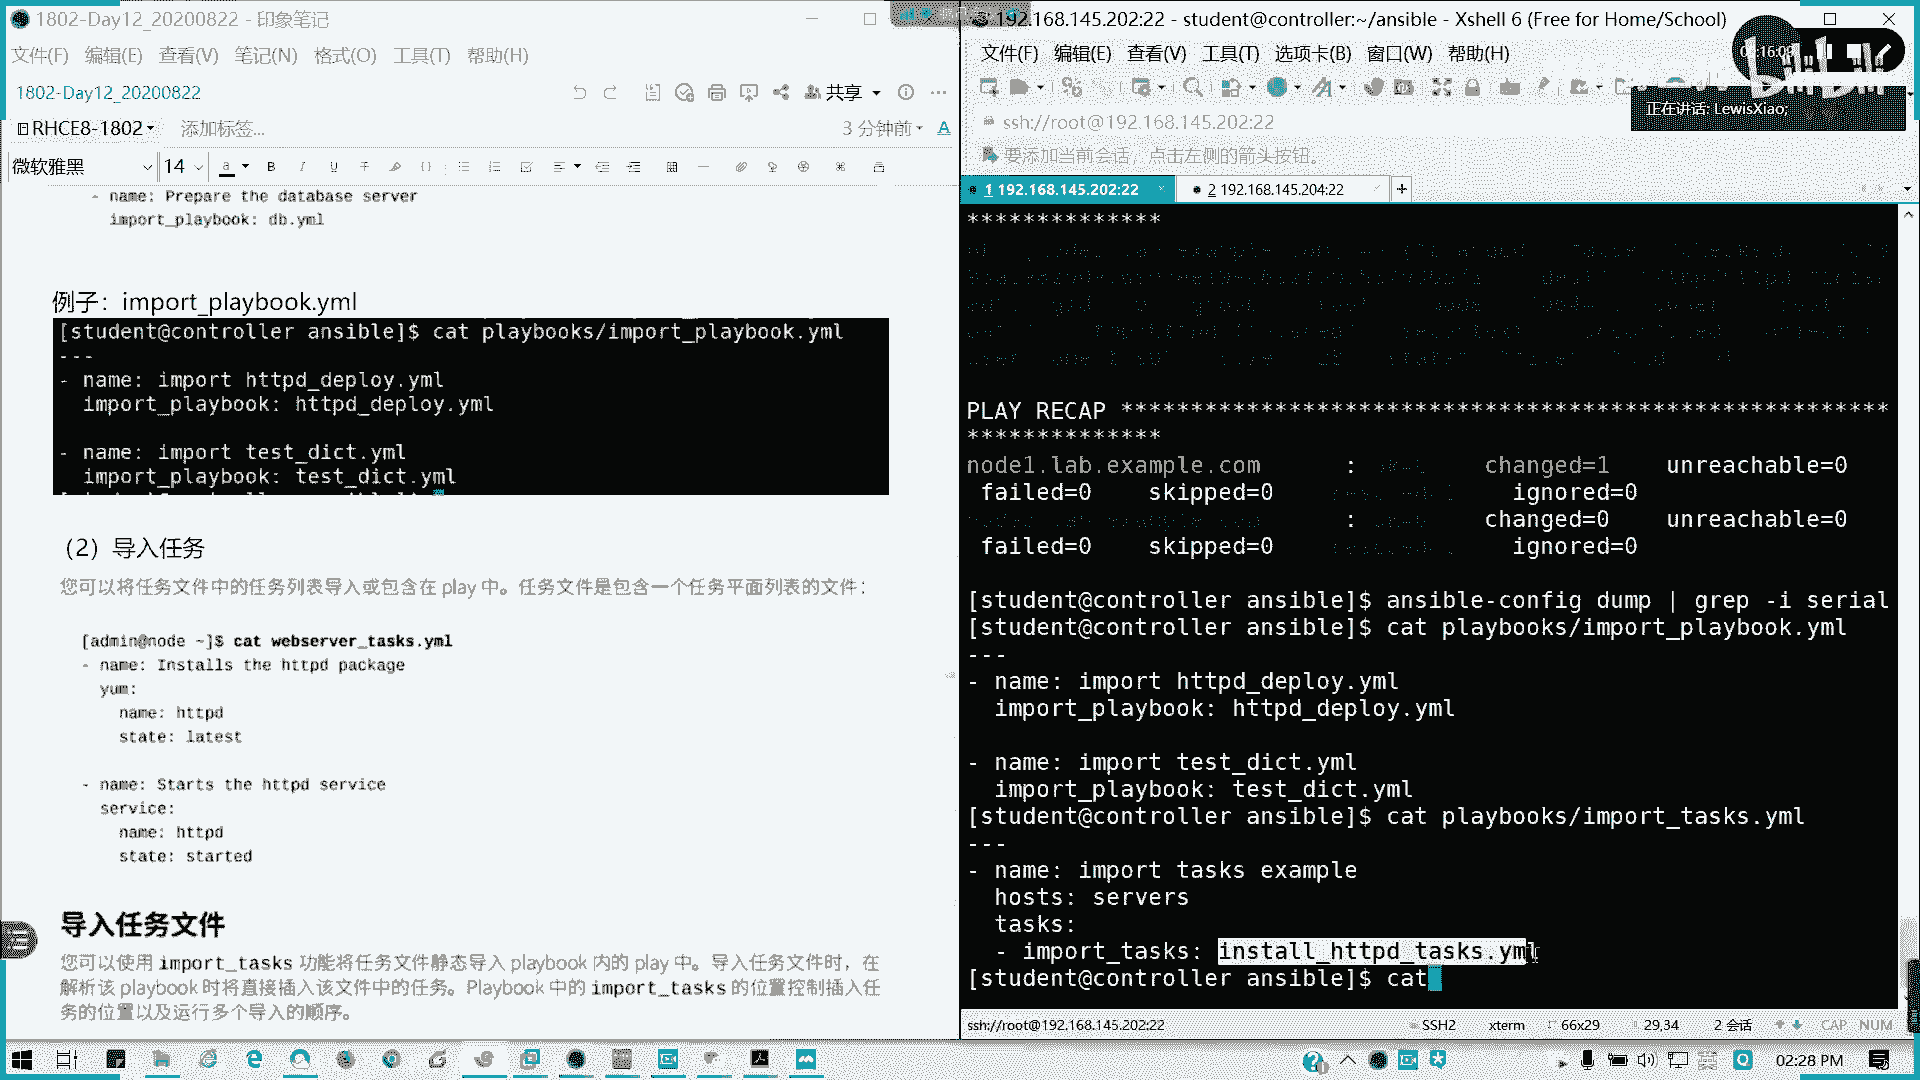 1802-Day12_20200822 - 印象笔记
文件(F) 编辑(E) 查看(V) 笔记(N) 格式(O) 工具(T) 帮助(H)
1802-Day12_20200822
共享
RHCE8-1802
添加标签...
3 分钟前
微软雅黑
14
- name: Prepare the database server
import_playbook: db.yml
例子：import_playbook.yml
[student@controller ansible]$ cat playbooks/import_playbook.yml
---
- name: import httpd_deploy.yml
import_playbook: httpd_deploy.yml
- name: import test_dict.yml
import_playbook: test_dict.yml
（2）导入任务
您可以将任务文件中的任务列表导入或包含在 play 中。任务文件是包含一个任务平面列表的文件：
[admin@node ~]$ cat webserver_tasks.yml
- name: Installs the httpd package
yum:
name: httpd
state: latest
- name: Starts the httpd service
service:
name: httpd
state: started
导入任务文件
您可以使用 import_tasks 功能将任务文件静态导入 playbook 内的 play 中。导入任务文件时，在
解析该 playbook 时将直接插入该文件中的任务。Playbook 中的 import_tasks 的位置控制插入任
务的位置以及运行多个导入的顺序。
192.168.145.202:22 - student@controller:~/ansible - Xshell 6 (Free for Home/School)
文件(F) 编辑(E) 查看(V) 工具(T) 选项卡(B) 窗口(W) 帮助(H)
16:08
bilibili
正在讲话: LewisXiao;
ssh://root@192.168.145.202:22
要添加当前会话，点击左侧的箭头按钮。
1 192.168.145.202:22
2 192.168.145.204:22
**************
PLAY RECAP ********************************************************
**************
node1.lab.example.com : changed=1 unreachable=0
failed=0 skipped=0 ignored=0
: changed=0 unreachable=0
failed=0 skipped=0 ignored=0
[student@controller ansible]$ ansible-config dump | grep -i serial
[student@controller ansible]$ cat playbooks/import_playbook.yml
---
- name: import httpd_deploy.yml
import_playbook: httpd_deploy.yml
- name: import test_dict.yml
import_playbook: test_dict.yml
[student@controller ansible]$ cat playbooks/import_tasks.yml
---
- name: import tasks example
hosts: servers
tasks:
- import_tasks: install_httpd_tasks.yml
[student@controller ansible]$ cat
ssh://root@192.168.145.202:22
SSH2
xterm
66x29
29,34
2 会话
CAP NUM
02:28 PM